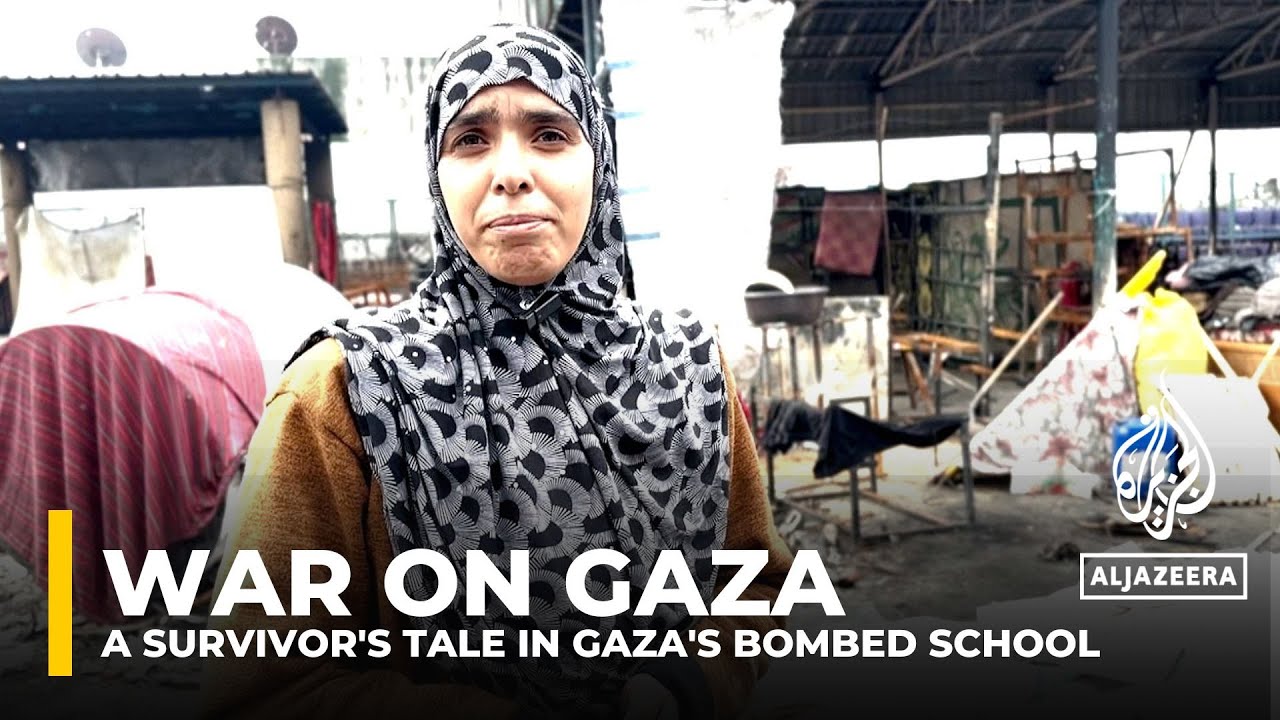 WAR ON GAZA
A SURVIVOR'S TALE IN GAZA'S BOMBED SCHOOL
الجزيرة
ALJAZEERA